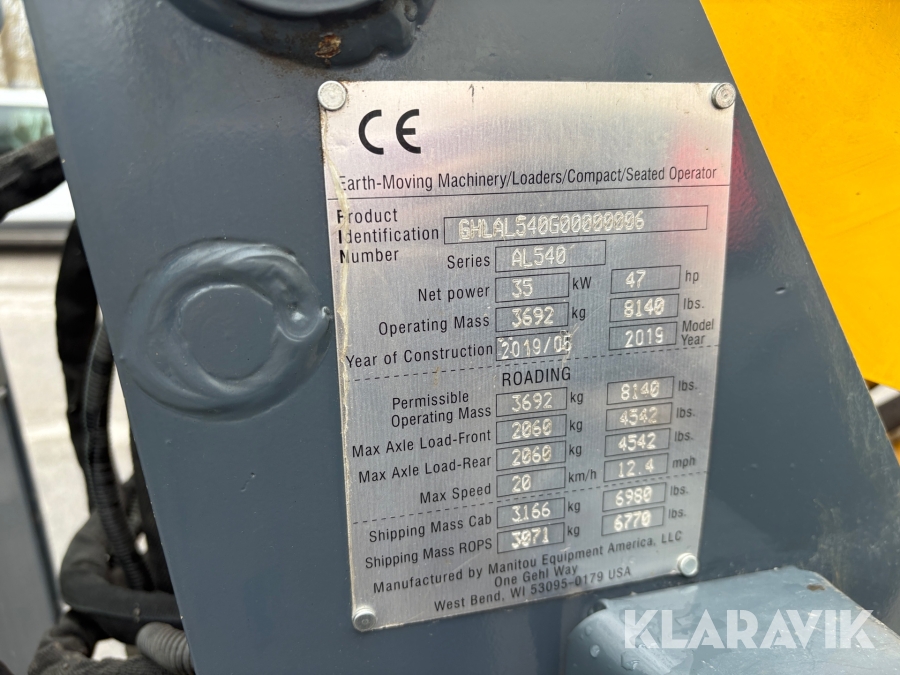 CE
Earth-Moving Machinery/Loaders/Compact/Seated Operator
Product
Identification GHLAL540G00000006
Number
Series AL540
Net power 35 kW 47 hp
Operating Mass 3692 kg 8140 lbs.
Year of Construction 2019/05 2019 Model Year
ROADING
Permissible
Operating Mass 3692 kg 8140 lbs.
Max Axle Load-Front 2060 kg 4542 lbs.
Max Axle Load-Rear 2060 kg 4542 lbs.
Max Speed 20 km/h 12.4 mph
Shipping Mass Cab 3166 kg 6980 lbs.
Shipping Mass ROPS 3071 kg 6770 lbs.
Manufactured by Manitou Equipment America, LLC
One Gehl Way
West Bend, WI 53095-0179 USA
KLARAVIK